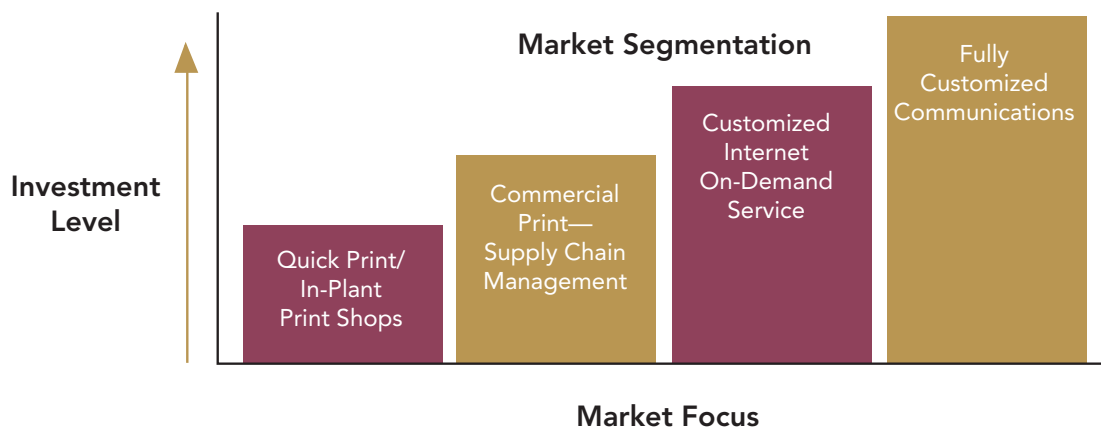 Market Segmentation
Investment
Level
Quick Print/
In-Plant
Print Shops
Commercial
Print—
Supply Chain
Management
Customized
Internet
On-Demand
Service
Fully
Customized
Communications
Market Focus